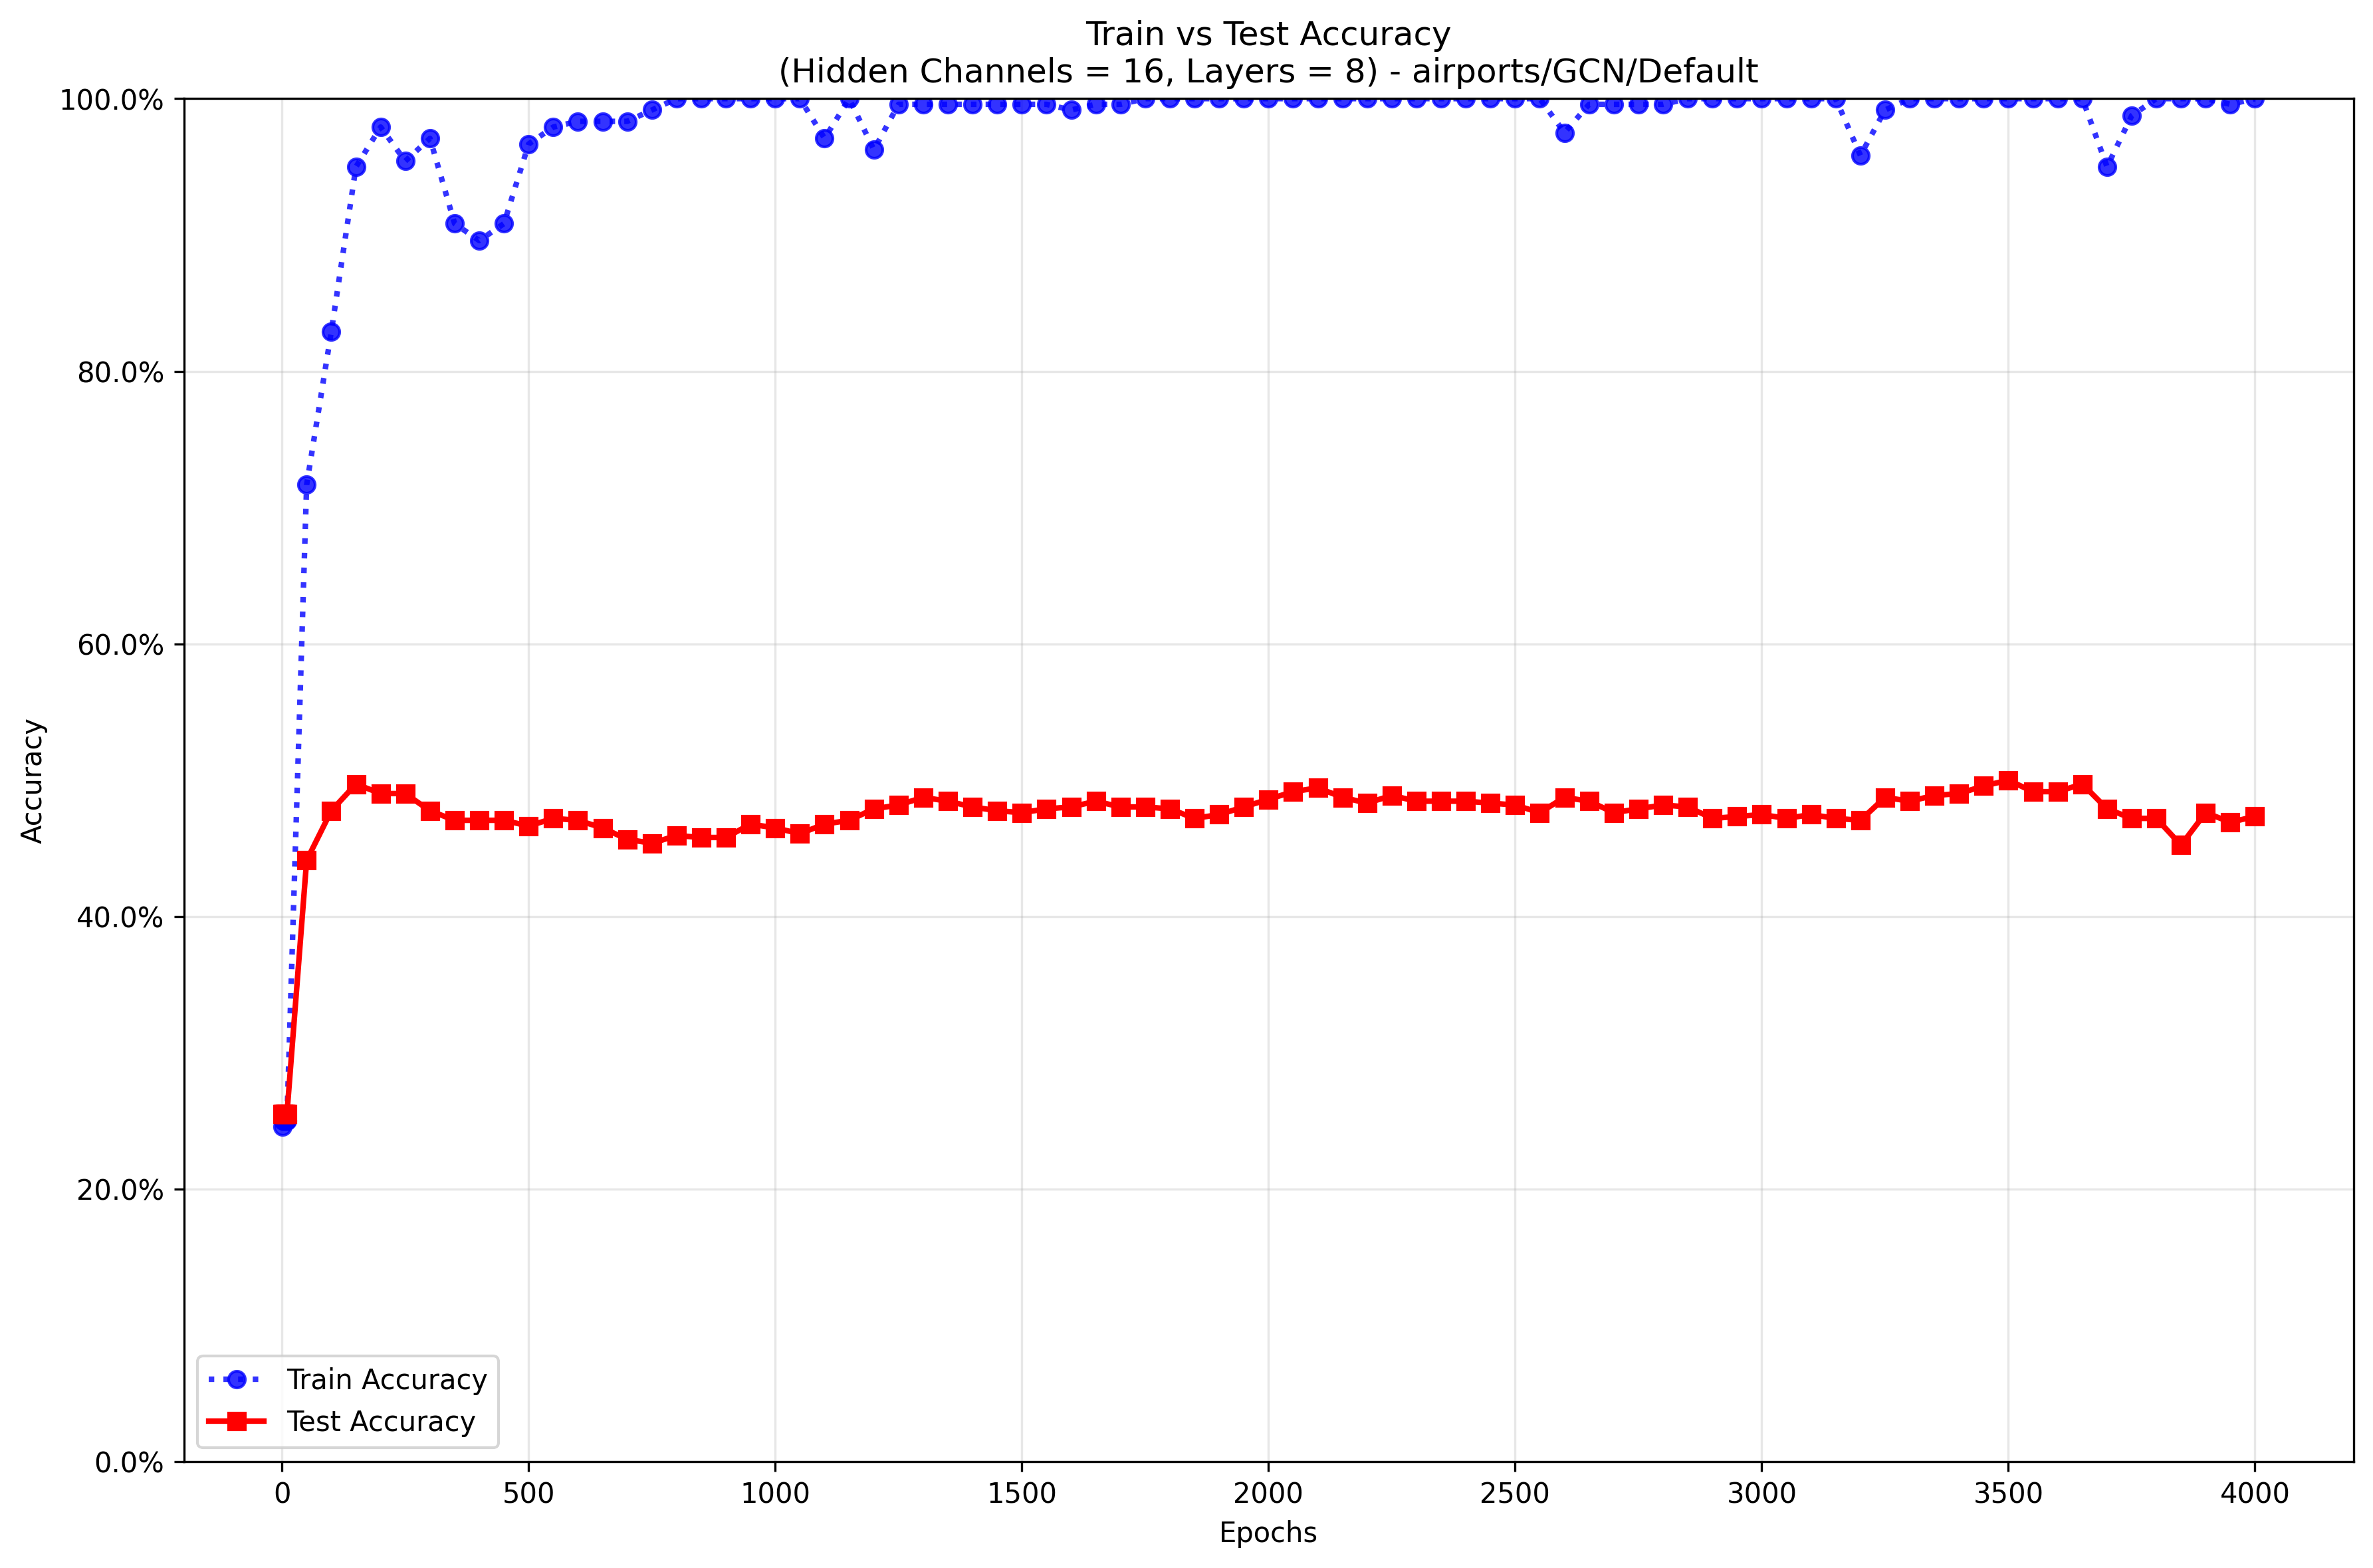 Train vs Test Accuracy
(Hidden Channels = 16, Layers = 8) - airports/GCN/Default
100.0%
80.0%
60.0%
40.0%
20.0%
0.0%
Accuracy
Train Accuracy
Test Accuracy
0 500 1000 1500 2000 2500 3000 3500 4000
Epochs